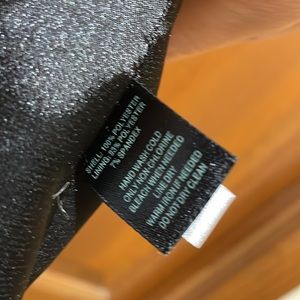 SHELL: 100% POLYESTER
LINING: 93% POLYESTER
7% SPANDEX
HAND WASH COLD
ONLY NON-CHLORINE
BLEACH WHEN NEEDED
LINE DRY
WARM IRON IF NEEDED
DO NOT DRY CLEAN